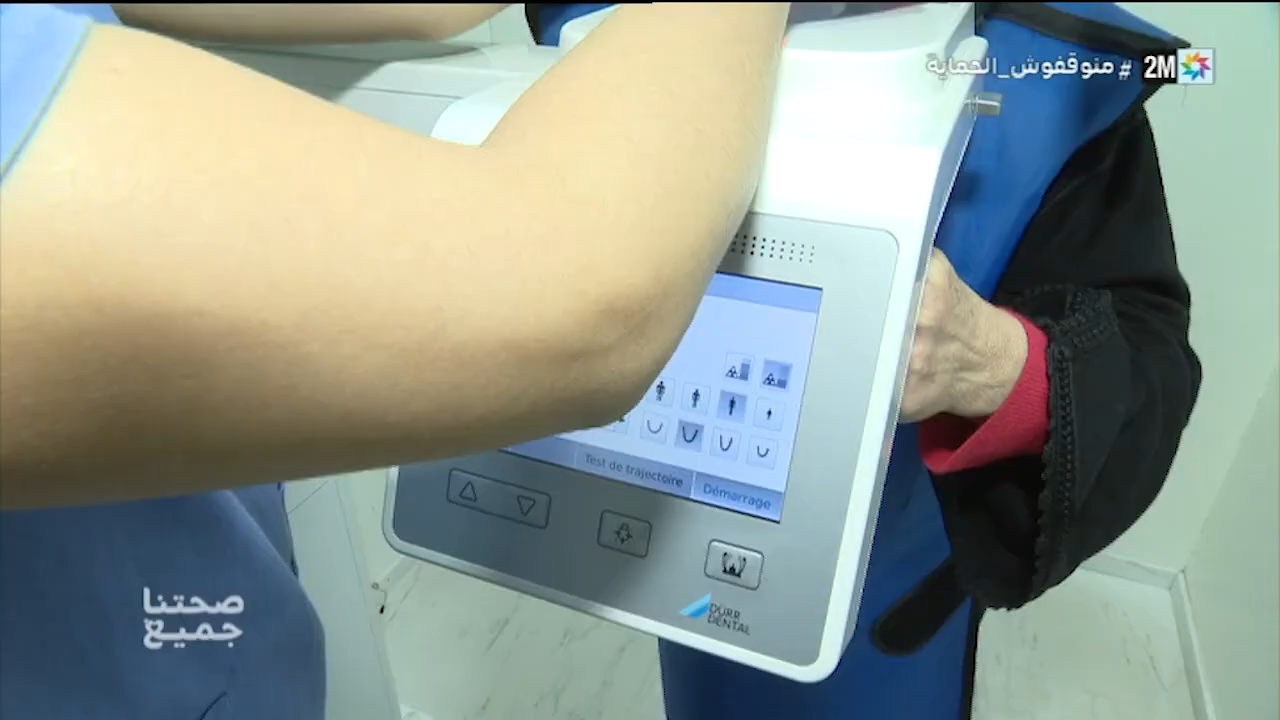 #منوقفوش_الحماية
2M
Test de trajectoire
Démarrage
DÜRR
DENTAL
صحتنا
جميع